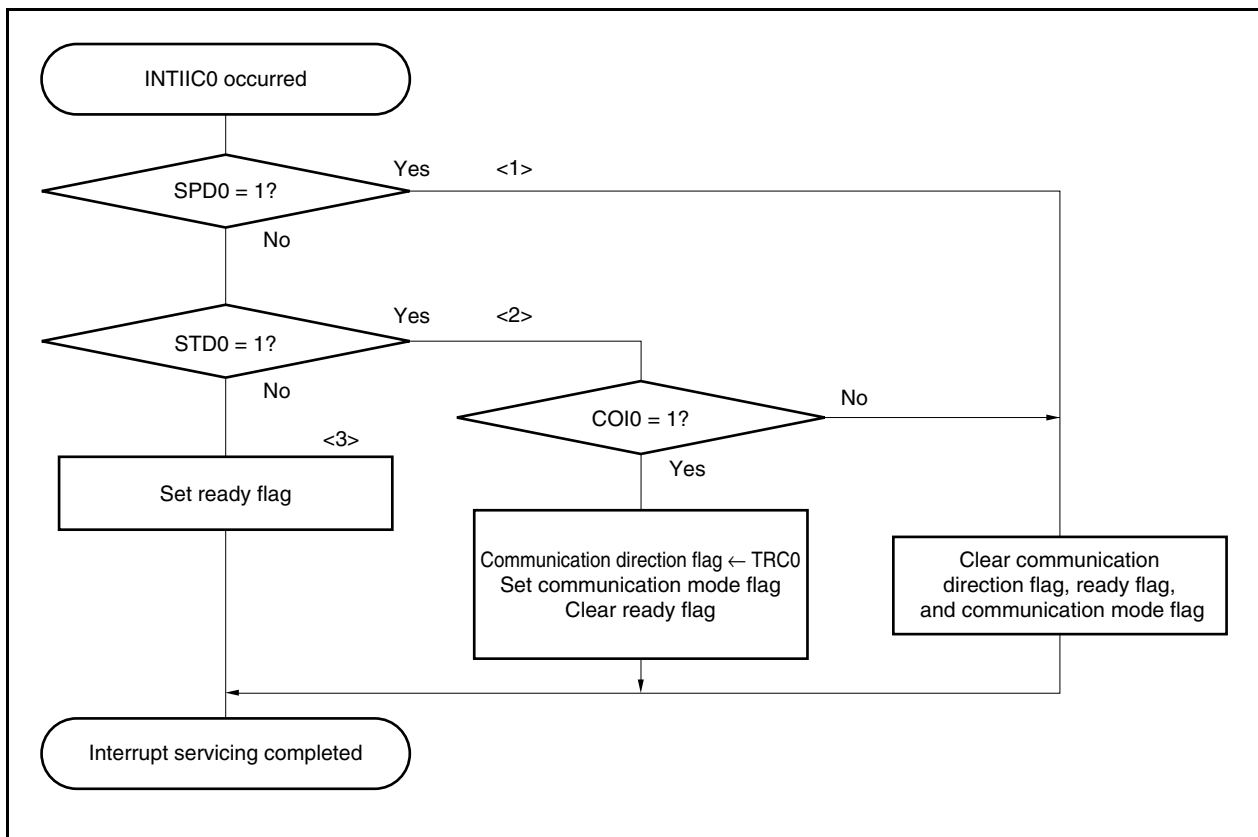 INTIIC0 occurred
Yes
<1>
SPD0 = 1?
No
Yes
<2>
STD0 = 1?
No
COI0 = 1?
No
<3>
Yes
Set ready flag
Communication direction flag ← TRC0
Set communication mode flag
Clear ready flag
Clear communication
direction flag, ready flag,
and communication mode flag
Interrupt servicing completed